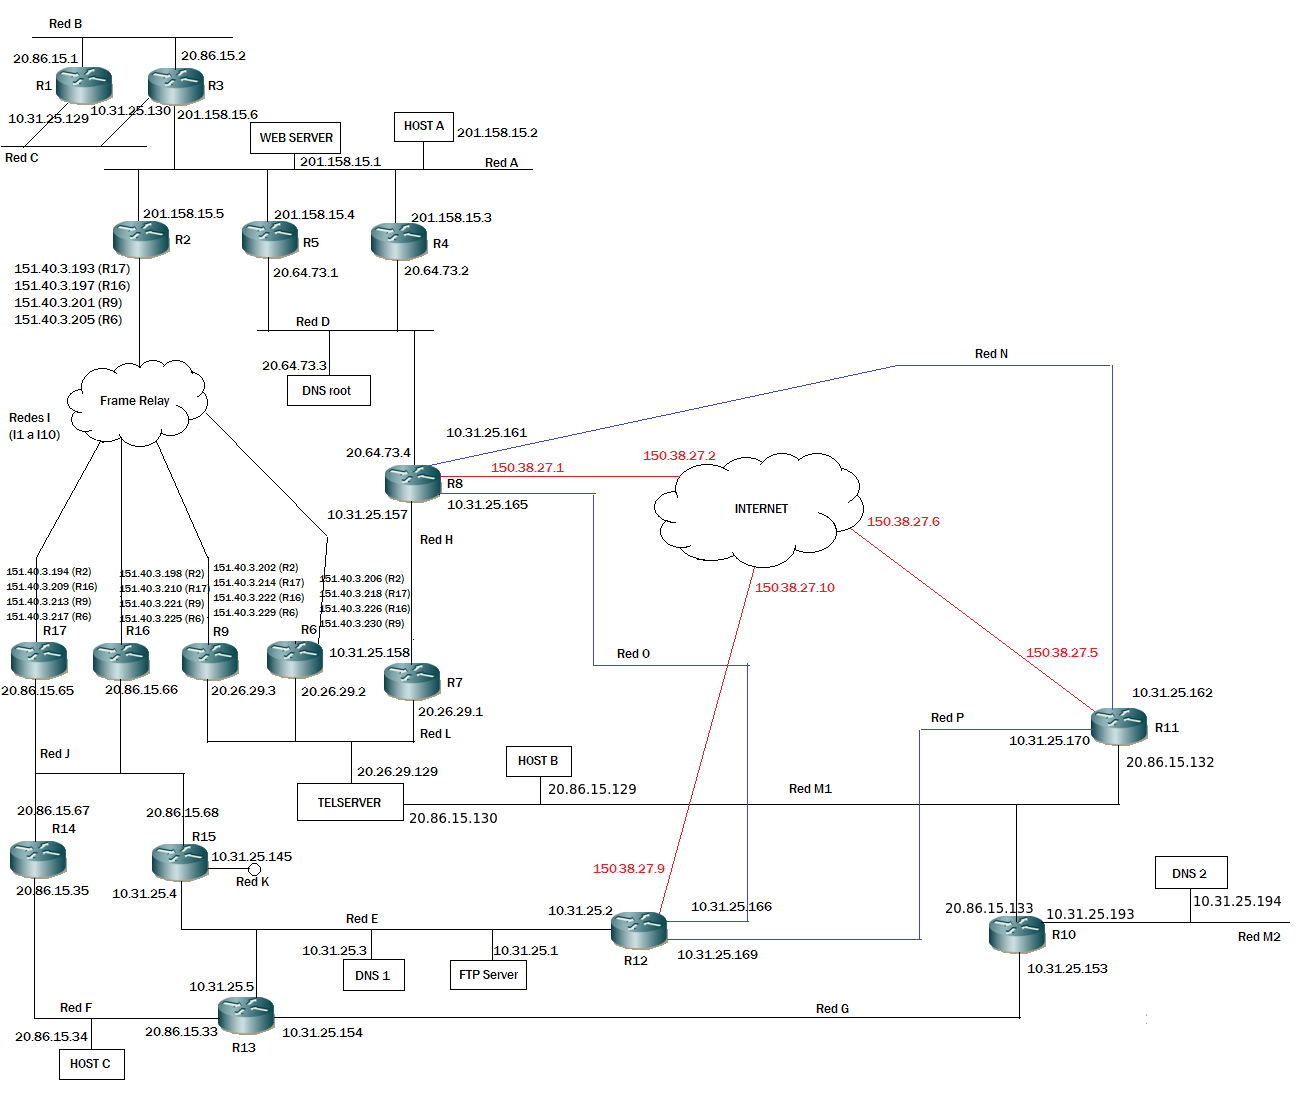 Red B
20.86.15.1
20.86.15.2
R1
R3
10.31.25.129
10.31.25.130
201.158.15.6
Red C
WEB SERVER
HOST A
201.158.15.2
201.158.15.1
Red A
201.158.15.5
201.158.15.4
201.158.15.3
R2
R5
R4
151.40.3.193 (R17)
151.40.3.197 (R16)
151.40.3.201 (R9)
151.40.3.205 (R6)
20.64.73.1
20.64.73.2
Red D
20.64.73.3
DNS root
Red N
Frame Relay
Redes I
(I1 a I10)
10.31.25.161
20.64.73.4
150.38.27.1
150.38.27.2
R8
10.31.25.165
10.31.25.157
INTERNET
150.38.27.6
Red H
150.38.27.10
151.40.3.194 (R2)
151.40.3.209 (R16)
151.40.3.213 (R9)
151.40.3.217 (R6)
151.40.3.198 (R2)
151.40.3.210 (R17)
151.40.3.221 (R9)
151.40.3.225 (R6)
151.40.3.202 (R2)
151.40.3.214 (R17)
151.40.3.222 (R16)
151.40.3.229 (R6)
151.40.3.206 (R2)
151.40.3.218 (R17)
151.40.3.226 (R16)
151.40.3.230 (R9)
R17
R16
R9
R6
10.31.25.158
Red O
150.38.27.5
20.86.15.65
20.86.15.66
20.26.29.3
20.26.29.2
R7
20.26.29.1
10.31.25.162
Red P
R11
10.31.25.170
Red L
Red J
HOST B
20.86.15.132
20.26.29.129
20.86.15.129
Red M1
TELSERVER
20.86.15.130
20.86.15.67
20.86.15.68
R14
R15
10.31.25.145
Red K
20.86.15.35
10.31.25.4
150.38.27.9
DNS 2
10.31.25.194
Red E
10.31.25.2
10.31.25.166
20.86.15.133
10.31.25.193
R10
Red M2
10.31.25.3
10.31.25.1
R12
10.31.25.169
DNS 1
FTP Server
10.31.25.153
10.31.25.5
Red F
Red G
20.86.15.34
20.86.15.33
10.31.25.154
R13
HOST C